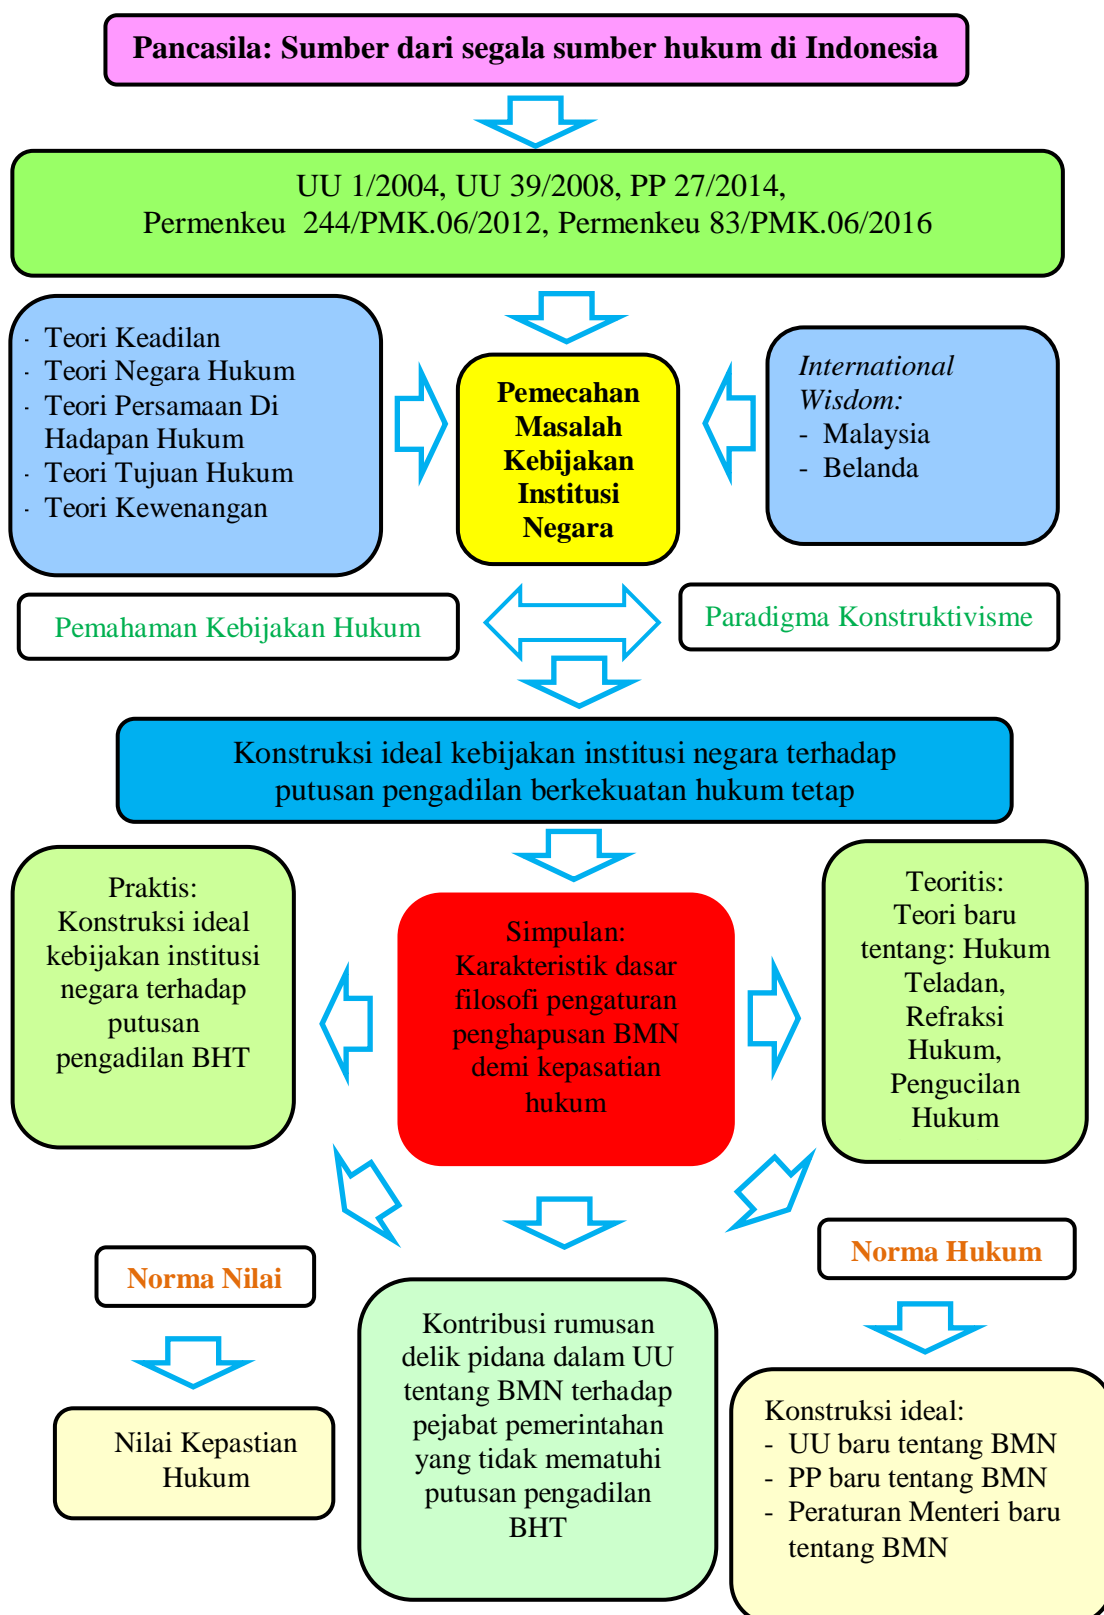 Pancasila: Sumber dari segala sumber hukum di Indonesia
UU 1/2004, UU 39/2008, PP 27/2014,
Permenkeu 244/PMK.06/2012, Permenkeu 83/PMK.06/2016
- Teori Keadilan
- Teori Negara Hukum
- Teori Persamaan Di
Hadapan Hukum
- Teori Tujuan Hukum
- Teori Kewenangan
Pemecahan
Masalah
Kebijakan
Institusi
Negara
International
Wisdom:
- Malaysia
- Belanda
Pemahaman Kebijakan Hukum
Paradigma Konstruktivisme
Konstruksi ideal kebijakan institusi negara terhadap
putusan pengadilan berkekuatan hukum tetap
Praktis:
Konstruksi ideal
kebijakan institusi
negara terhadap
putusan
pengadilan BHT
Simpulan:
Karakteristik dasar
filosofi pengaturan
penghapusan BMN
demi kepasatian
hukum
Teoritis:
Teori baru
tentang: Hukum
Teladan,
Refraksi
Hukum,
Pengucilan
Hukum
Norma Nilai
Norma Hukum
Nilai Kepastian
Hukum
Kontribusi rumusan
delik pidana dalam UU
tentang BMN terhadap
pejabat pemerintahan
yang tidak mematuhi
putusan pengadilan
BHT
Konstruksi ideal:
- UU baru tentang BMN
- PP baru tentang BMN
- Peraturan Menteri baru
tentang BMN